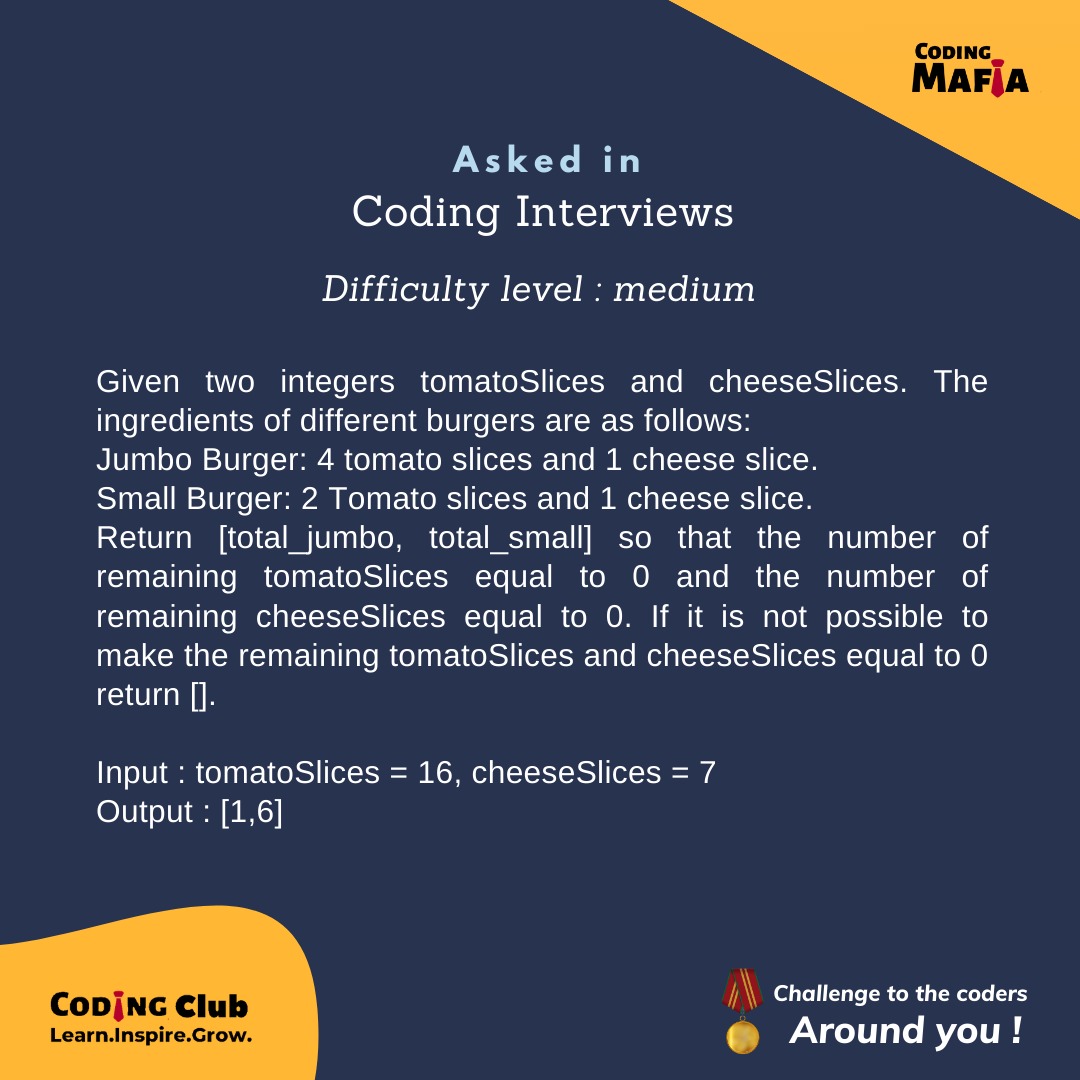 CODING
MAFIA
Asked in
Coding Interviews
Difficulty level : medium
Given two integers tomatoSlices and cheeseSlices. The
ingredients of different burgers are as follows:
Jumbo Burger: 4 tomato slices and 1 cheese slice.
Small Burger: 2 Tomato slices and 1 cheese slice.
Return [total_jumbo, total_small] so that the number of
remaining tomatoSlices equal to 0 and the number of
remaining cheeseSlices equal to 0. If it is not possible to
make the remaining tomatoSlices and cheeseSlices equal to 0
return [].
Input : tomatoSlices = 16, cheeseSlices = 7
Output : [1,6]
CODING Club
Learn.Inspire.Grow.
Challenge to the coders
Around you !